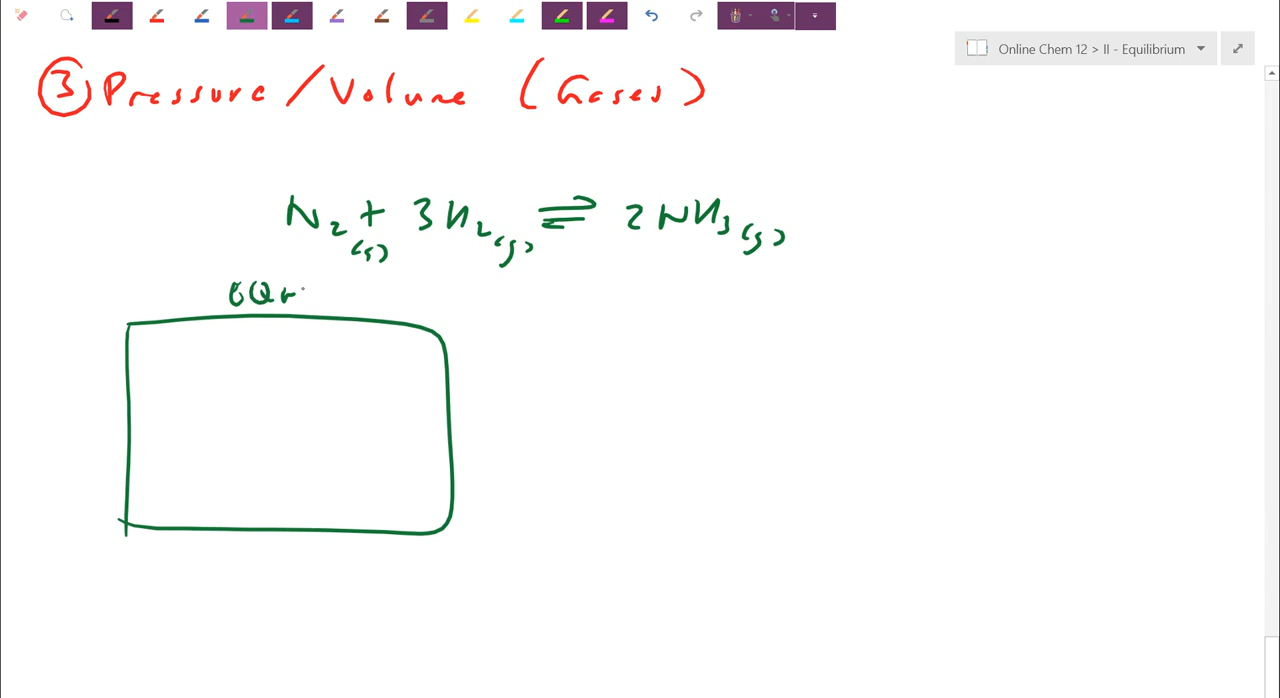 Online Chem 12 > II - Equilibrium
③ Pressure / Volume (Gases)
N₂(g) + 3H₂(g) ⇌ 2NH₃(g)